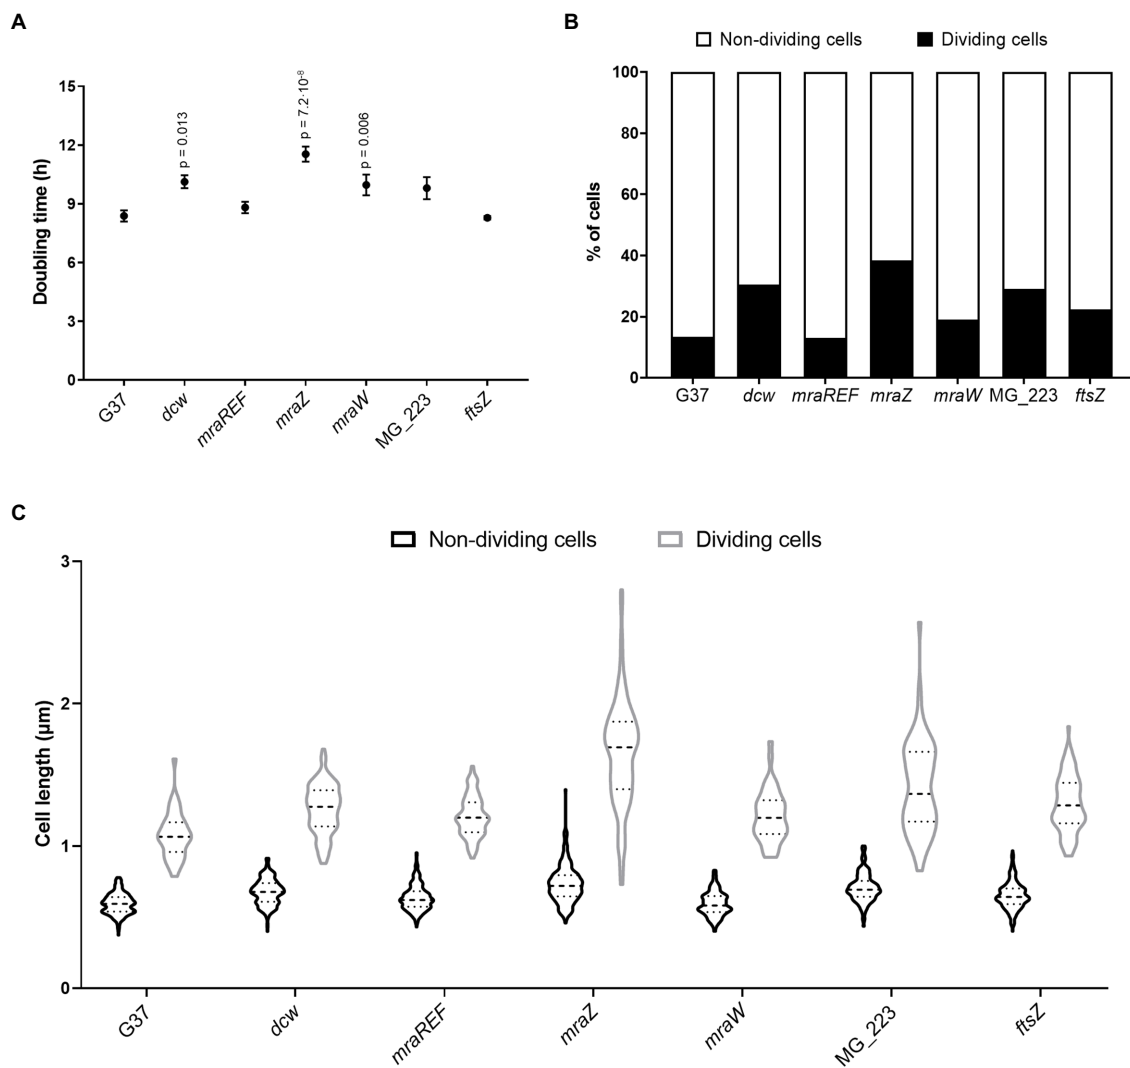 A
Doubling time (h)
15
12
9
6
3
0
p = 0.013
p = 7.2·10⁻⁸
p = 0.006
G37
dcw
mraREF
mraZ
mraW
MG_223
ftsZ
B
Non-dividing cells
Dividing cells
% of cells
100
80
60
40
20
0
G37
dcw
mraREF
mraZ
mraW
MG_223
ftsZ
C
Non-dividing cells
Dividing cells
Cell length (µm)
3
2
1
0
G37
dcw
mraREF
mraZ
mraW
MG_223
ftsZ